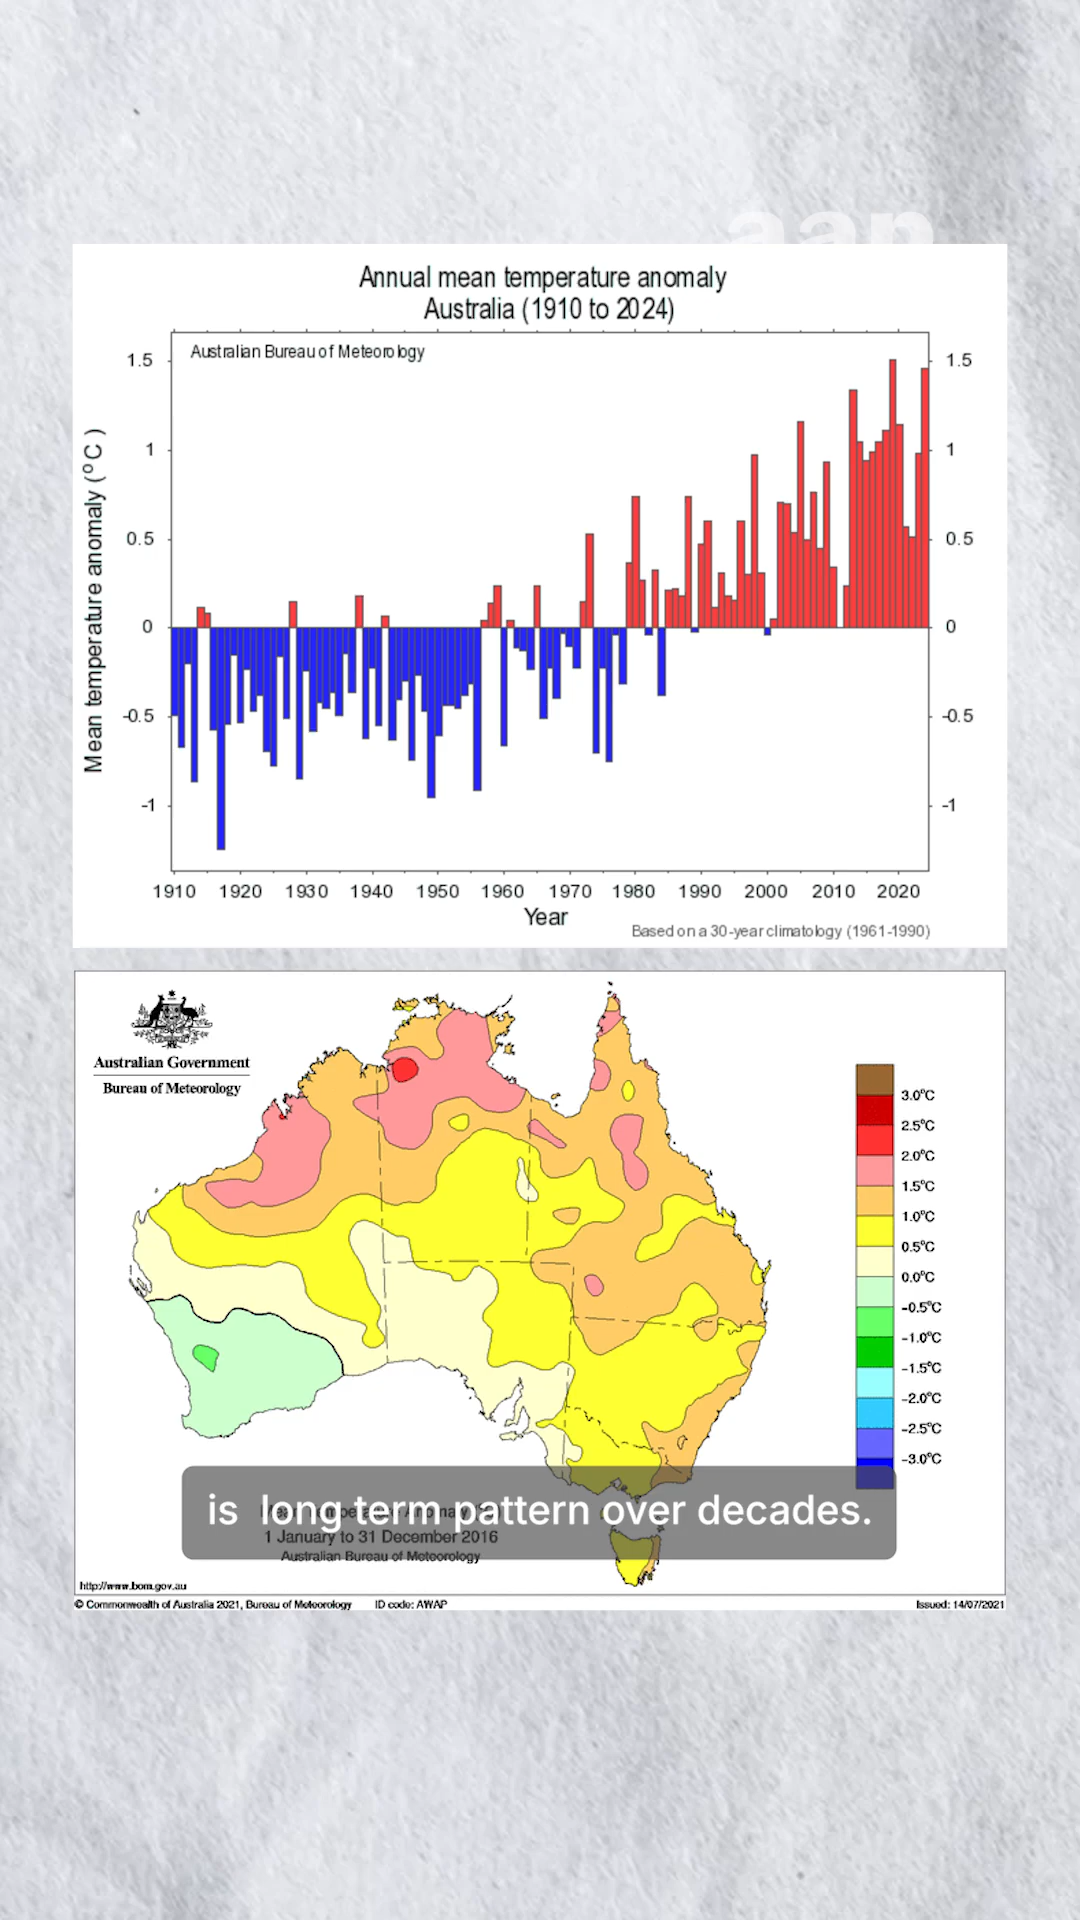 aap
Annual mean temperature anomaly
Australia (1910 to 2024)
Australian Bureau of Meteorology
1.5
1
0.5
0
-0.5
-1
Mean temperature anomaly (°C )
1.5
1
0.5
0
-0.5
-1
1910 1920 1930 1940 1950 1960 1970 1980 1990 2000 2010 2020
Year
Based on a 30-year climatology (1961-1990)
Australian Government
Bureau of Meteorology
3.0°C
2.5°C
2.0°C
1.5°C
1.0°C
0.5°C
0.0°C
-0.5°C
-1.0°C
-1.5°C
-2.0°C
-2.5°C
-3.0°C
is long term pattern over decades.
Mean Temperature Anomaly (°C)
1 January to 31 December 2016
Australian Bureau of Meteorology
http://www.bom.gov.au
© Commonwealth of Australia 2021, Bureau of Meteorology ID code: AWAP Issued: 14/07/2021